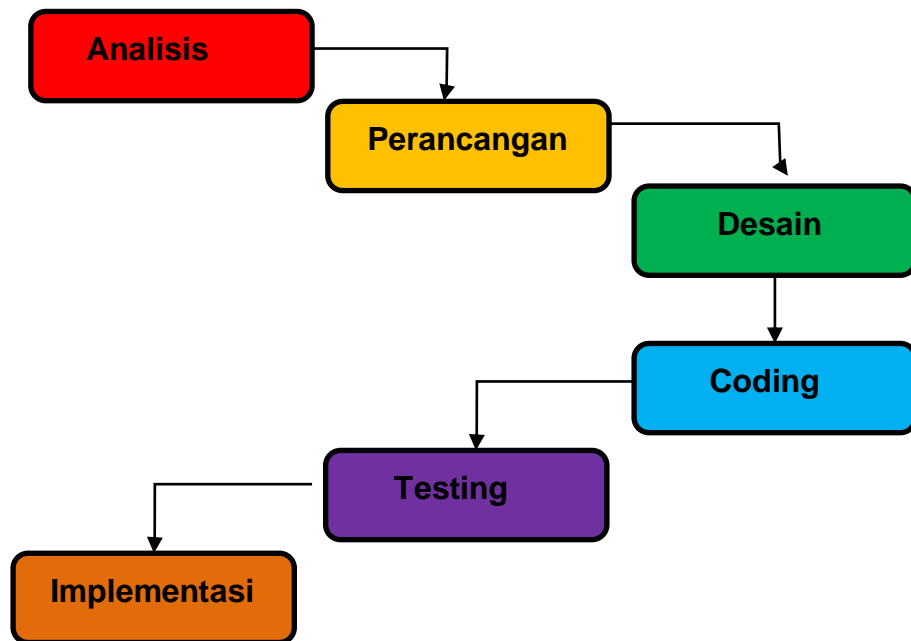 Analisis
Perancangan
Desain
Coding
Testing
Implementasi